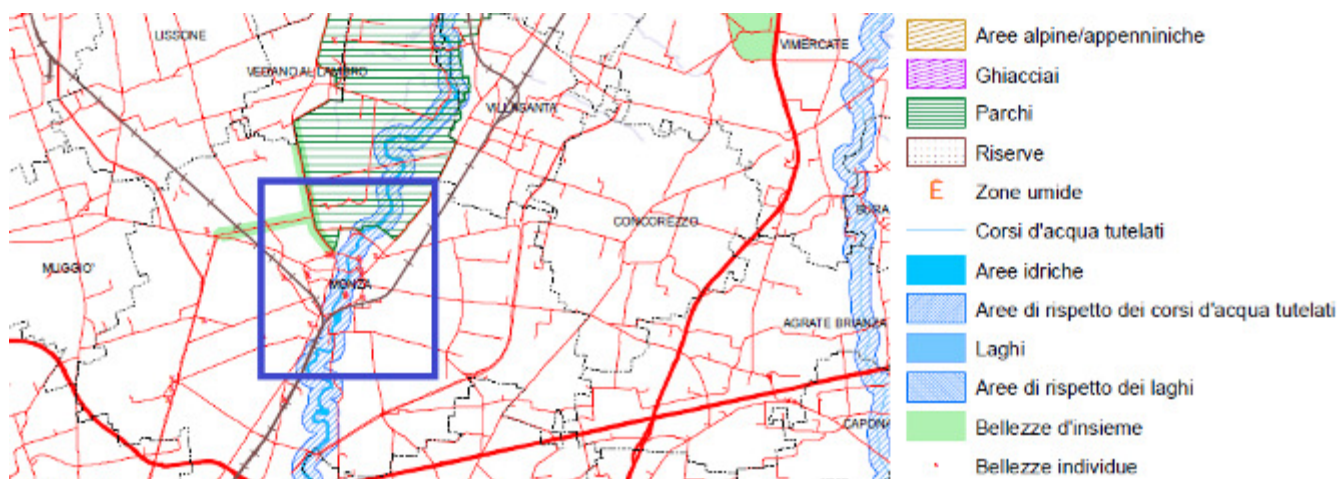 LISSONE
VEDANO AL LAMBRO
VILLASANTA
VIMERCATE
CONCOREZZO
BURA
MUGGIO'
MONZA
AGRATE BRIANZA
CAPONA
Aree alpine/appenniniche
Ghiacciai
Parchi
Riserve
E Zone umide
Corsi d'acqua tutelati
Aree idriche
Aree di rispetto dei corsi d'acqua tutelati
Laghi
Aree di rispetto dei laghi
Bellezze d'insieme
Bellezze individue